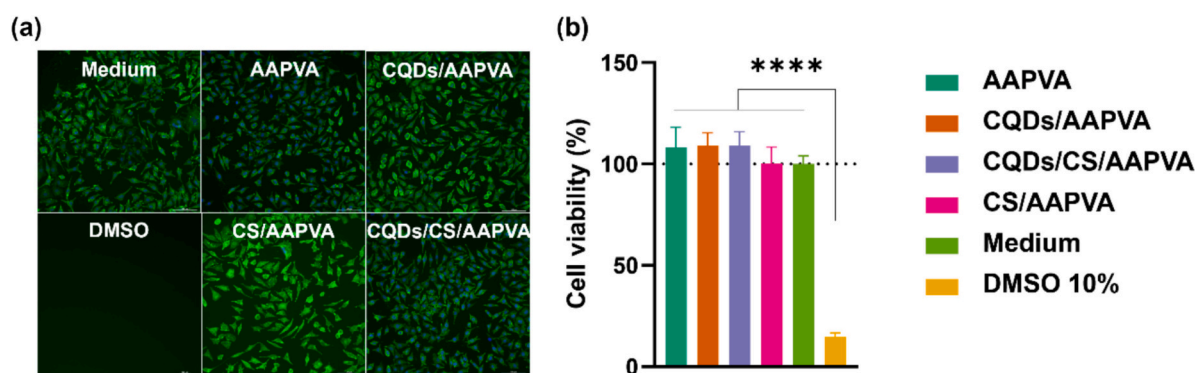 (a)
Medium
AAPVA
CQDs/AAPVA
DMSO
CS/AAPVA
CQDs/CS/AAPVA
(b)
Cell viability (%)
150
100
50
0
****
AAPVA
CQDs/AAPVA
CQDs/CS/AAPVA
CS/AAPVA
Medium
DMSO 10%